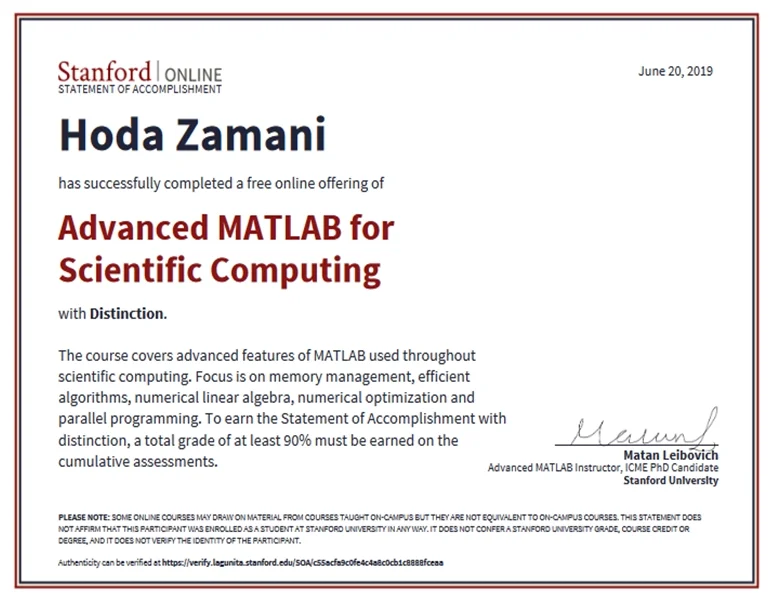 Stanford | ONLINE
June 20, 2019
STATEMENT OF ACCOMPLISHMENT
Hoda Zamani
has successfully completed a free online offering of
Advanced MATLAB for
Scientific Computing
with Distinction.
The course covers advanced features of MATLAB used throughout
scientific computing. Focus is on memory management, efficient
algorithms, numerical linear algebra, numerical optimization and
parallel programming. To earn the Statement of Accomplishment with
distinction, a total grade of at least 90% must be earned on the
cumulative assessments.
Matan Leibovich
Advanced MATLAB Instructor, ICME PhD Candidate
Stanford University
PLEASE NOTE: SOME ONLINE COURSES MAY DRAW ON MATERIAL FROM COURSES TAUGHT ON-CAMPUS BUT THEY ARE NOT EQUIVALENT TO ON-CAMPUS COURSES. THIS STATEMENT DOES
NOT AFFIRM THAT THIS PARTICIPANT WAS ENROLLED AS A STUDENT AT STANFORD UNIVERSITY IN ANY WAY. IT DOES NOT CONFER A STANFORD UNIVERSITY GRADE, COURSE CREDIT OR
DEGREE, AND IT DOES NOT VERIFY THE IDENTITY OF THE PARTICIPANT.
Authenticity can be verified at